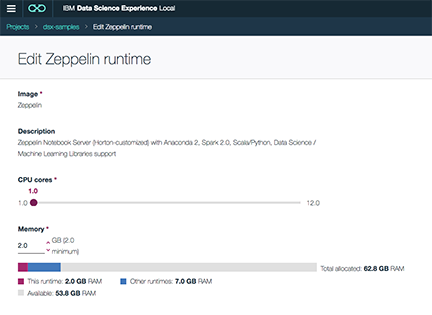 IBM Data Science Experience Local
Projects > dsx-samples > Edit Zeppelin runtime
Edit Zeppelin runtime
Image *
Zeppelin
Description
Zeppelin Notebook Server (Horton-customized) with Anaconda 2, Spark 2.0, Scala/Python, Data Science /
Machine Learning Libraries support
CPU cores *
1.0
1.0 12.0
Memory *
2.0 GB (2.0
minimum)
Total allocated: 62.8 GB RAM
This runtime: 2.0 GB RAM Other runtimes: 7.0 GB RAM
Available: 53.8 GB RAM